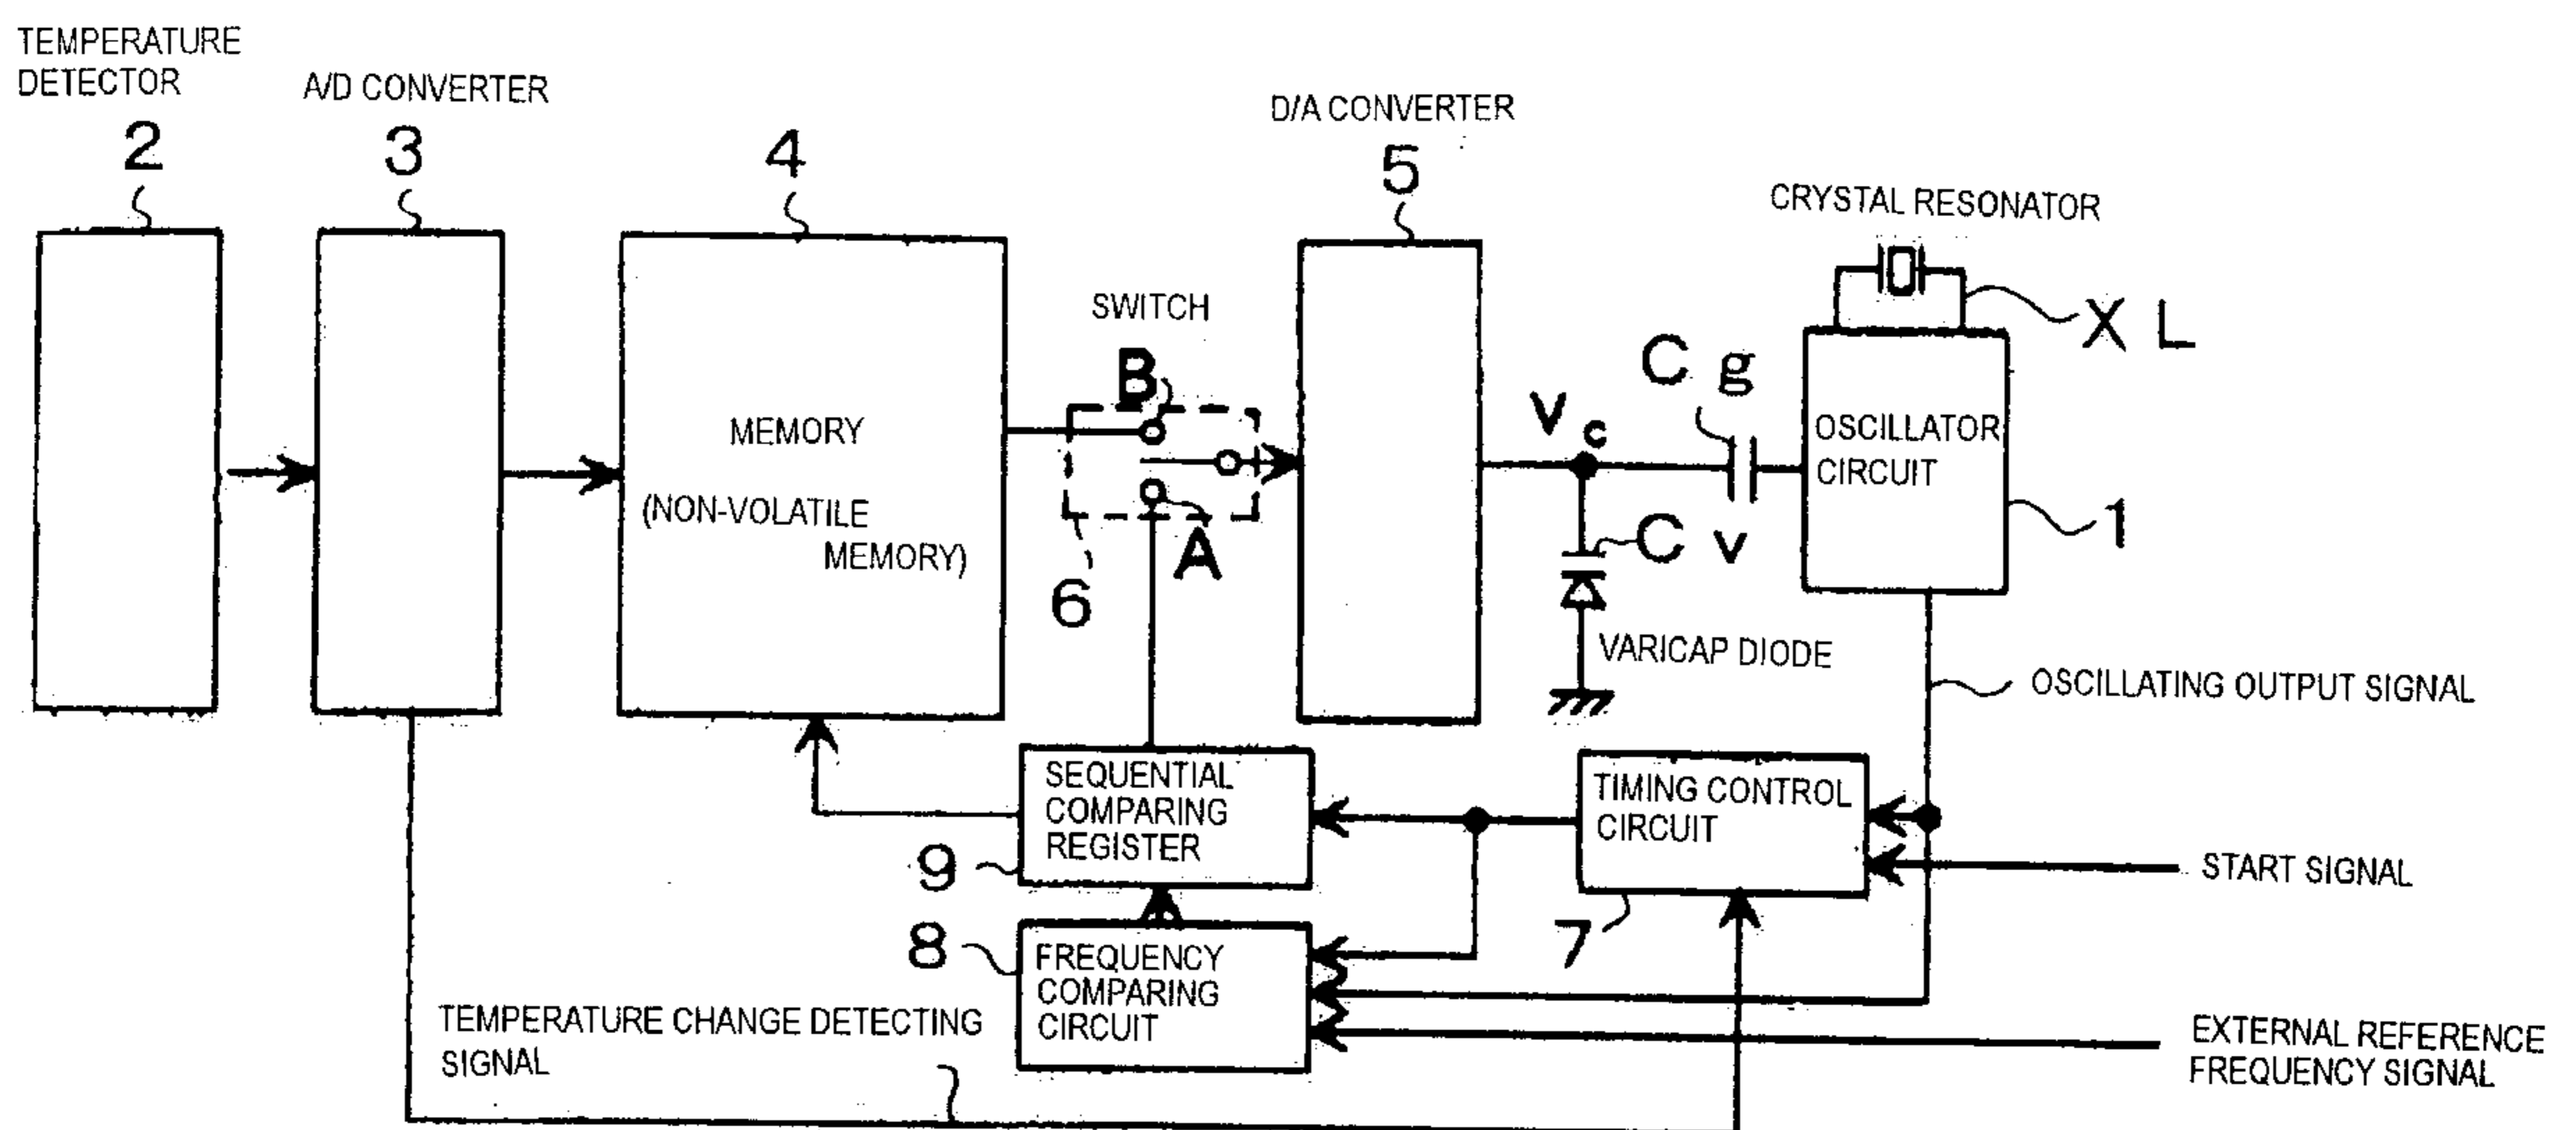 TEMPERATURE
DETECTOR
2
A/D CONVERTER
3
4
D/A CONVERTER
5
CRYSTAL RESONATOR
X L
SWITCH
B
A
6
MEMORY
(NON-VOLATILE
MEMORY)
V c
C g
C v
VARICAP DIODE
OSCILLATOR
CIRCUIT
1
OSCILLATING OUTPUT SIGNAL
SEQUENTIAL
COMPARING
REGISTER
9
TIMING CONTROL
CIRCUIT
7
START SIGNAL
8
FREQUENCY
COMPARING
CIRCUIT
TEMPERATURE CHANGE DETECTING
SIGNAL
EXTERNAL REFERENCE
FREQUENCY SIGNAL